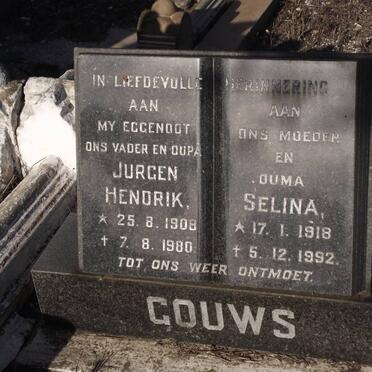 IN LIEFDEVOLLE HERINNERING
AAN
MY EGGENOOT
ONS VADER EN OUPA
JURGEN
HENDRIK.
* 25.8.1909
† 7.8.1980
AAN
ONS MOEDER
EN
OUMA
SELINA,
* 17.1.1918
† 5.12.1992.
TOT ONS WEER ONTMOET.
GOUWS